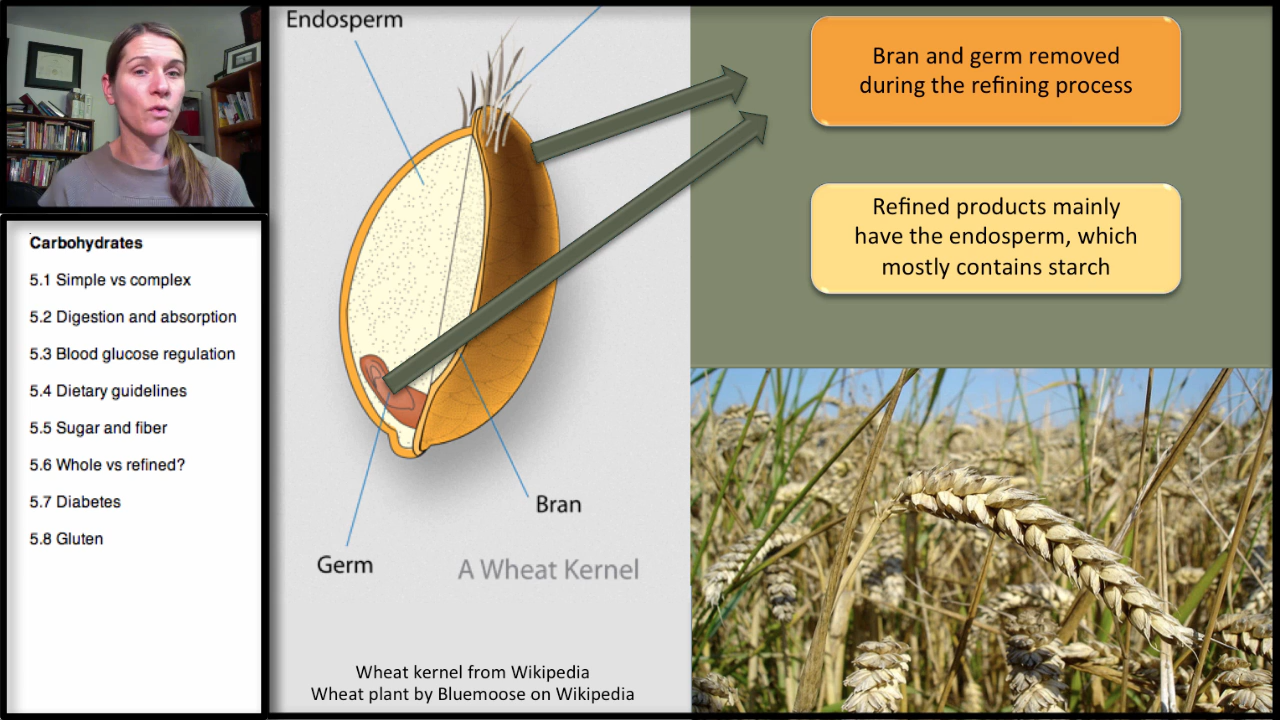 Carbohydrates
5.1 Simple vs complex
5.2 Digestion and absorption
5.3 Blood glucose regulation
5.4 Dietary guidelines
5.5 Sugar and fiber
5.6 Whole vs refined?
5.7 Diabetes
5.8 Gluten
Endosperm
Bran
Germ
A Wheat Kernel
Wheat kernel from Wikipedia
Wheat plant by Bluemoose on Wikipedia
Bran and germ removed
during the refining process
Refined products mainly
have the endosperm, which
mostly contains starch